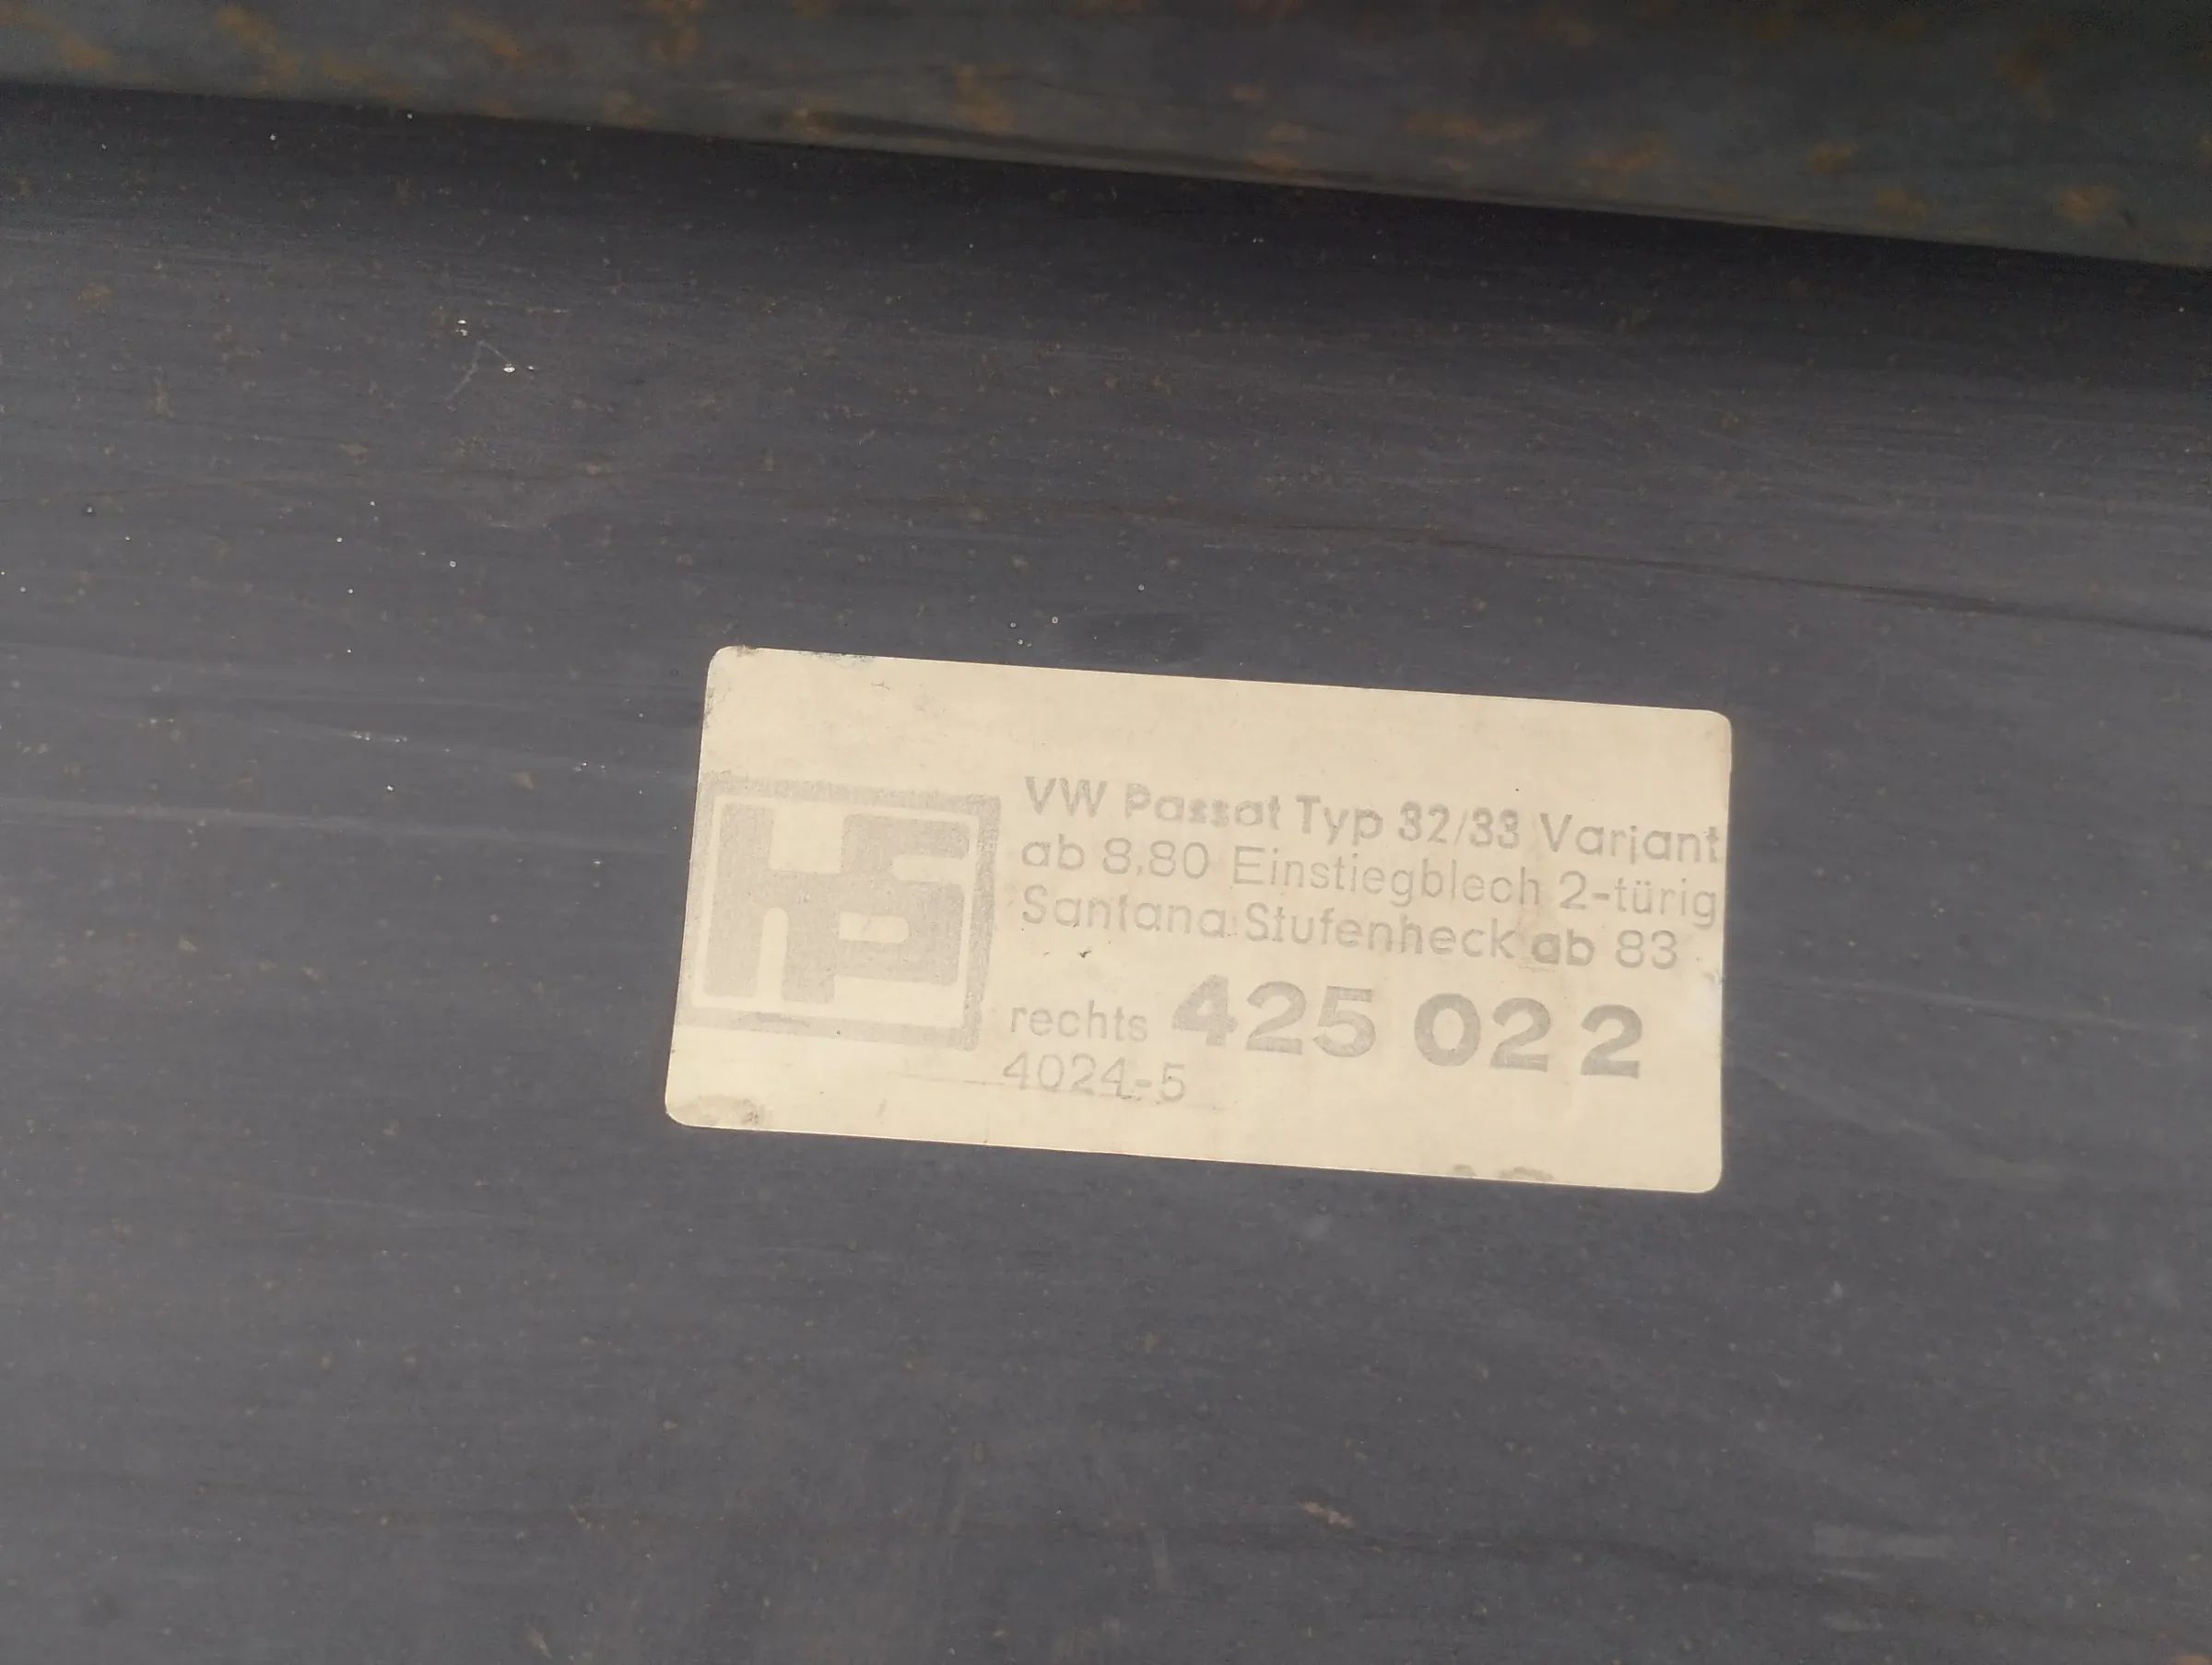 VW Passat Typ 32/33 Variant
ab 8.80 Einstiegblech 2-türig
Santana Stufenheck ab 83
rechts 425 02 2
4024-5